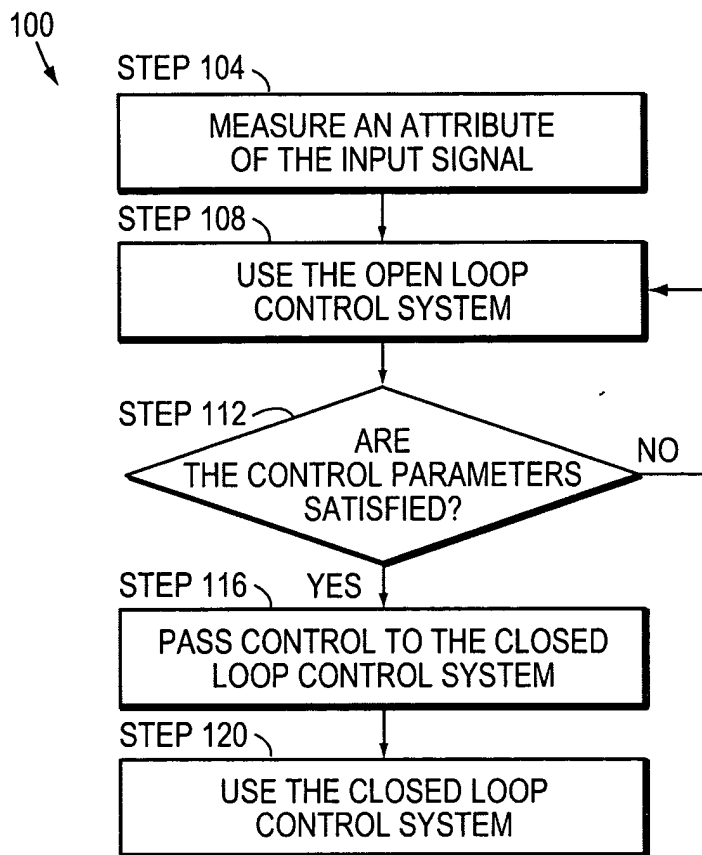 100
STEP 104
MEASURE AN ATTRIBUTE
OF THE INPUT SIGNAL
STEP 108
USE THE OPEN LOOP
CONTROL SYSTEM
STEP 112
ARE
THE CONTROL PARAMETERS
SATISFIED?
NO
YES
STEP 116
PASS CONTROL TO THE CLOSED
LOOP CONTROL SYSTEM
STEP 120
USE THE CLOSED LOOP
CONTROL SYSTEM